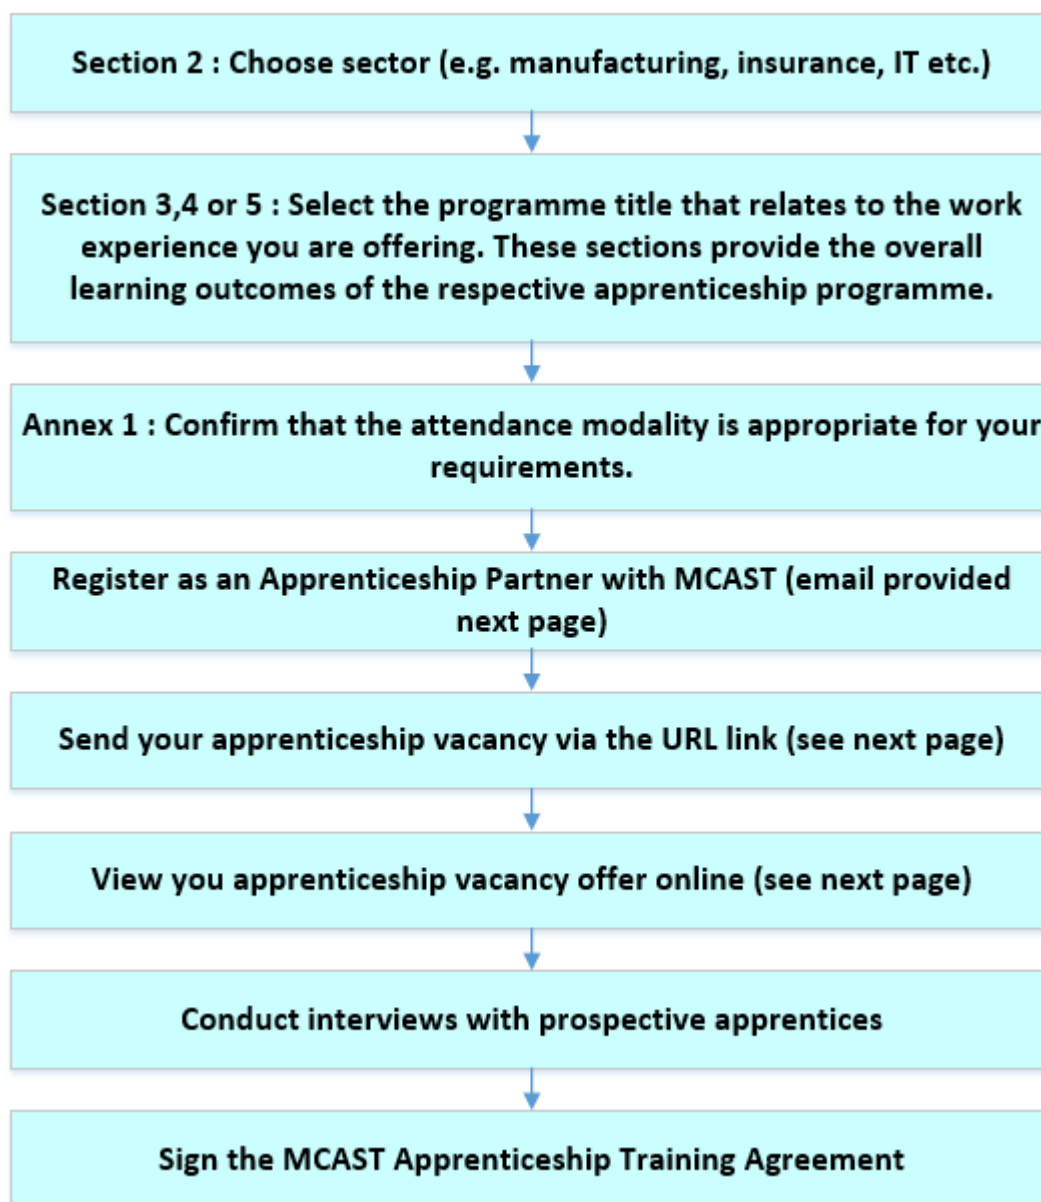 Section 2 : Choose sector (e.g. manufacturing, insurance, IT etc.)
Section 3,4 or 5 : Select the programme title that relates to the work
experience you are offering. These sections provide the overall
learning outcomes of the respective apprenticeship programme.
Annex 1 : Confirm that the attendance modality is appropriate for your
requirements.
Register as an Apprenticeship Partner with MCAST (email provided
next page)
Send your apprenticeship vacancy via the URL link (see next page)
View you apprenticeship vacancy offer online (see next page)
Conduct interviews with prospective apprentices
Sign the MCAST Apprenticeship Training Agreement